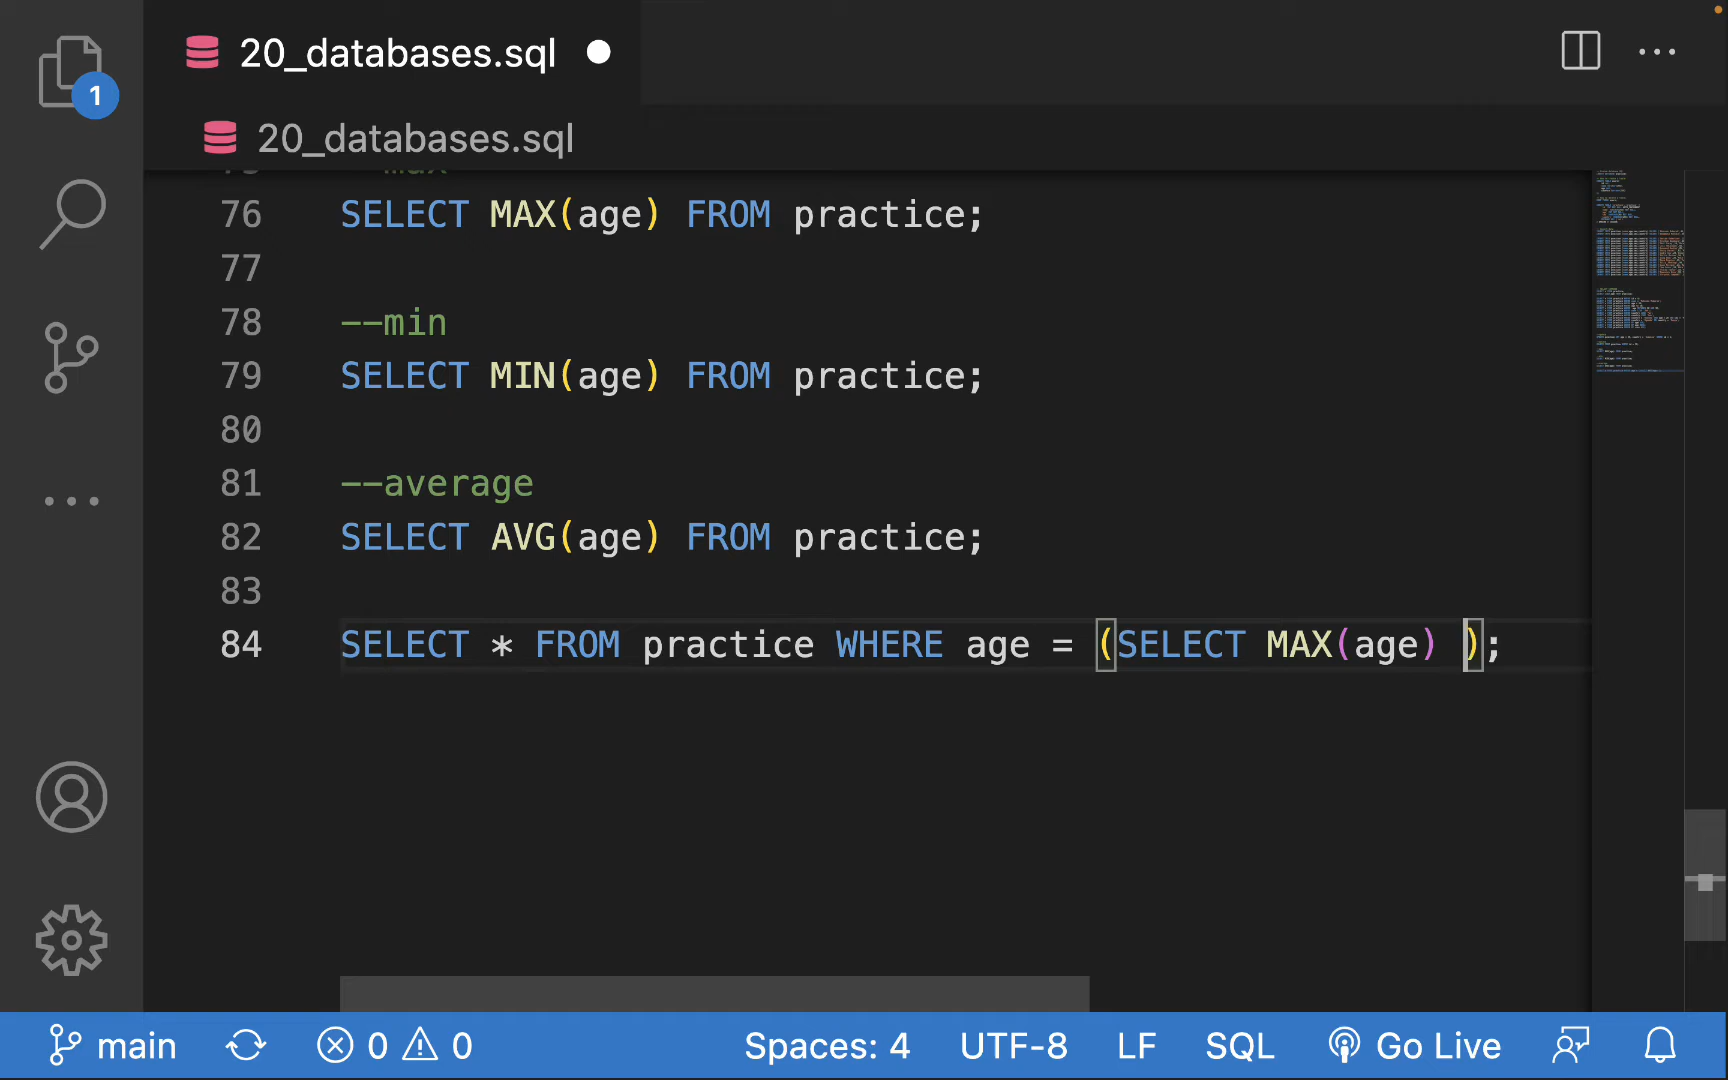 20_databases.sql
1
20_databases.sql
76 SELECT MAX(age) FROM practice;
77
78 --min
79 SELECT MIN(age) FROM practice;
80
81 --average
82 SELECT AVG(age) FROM practice;
83
84 SELECT * FROM practice WHERE age = (SELECT MAX(age) );
main 0 0 Spaces: 4 UTF-8 LF SQL Go Live